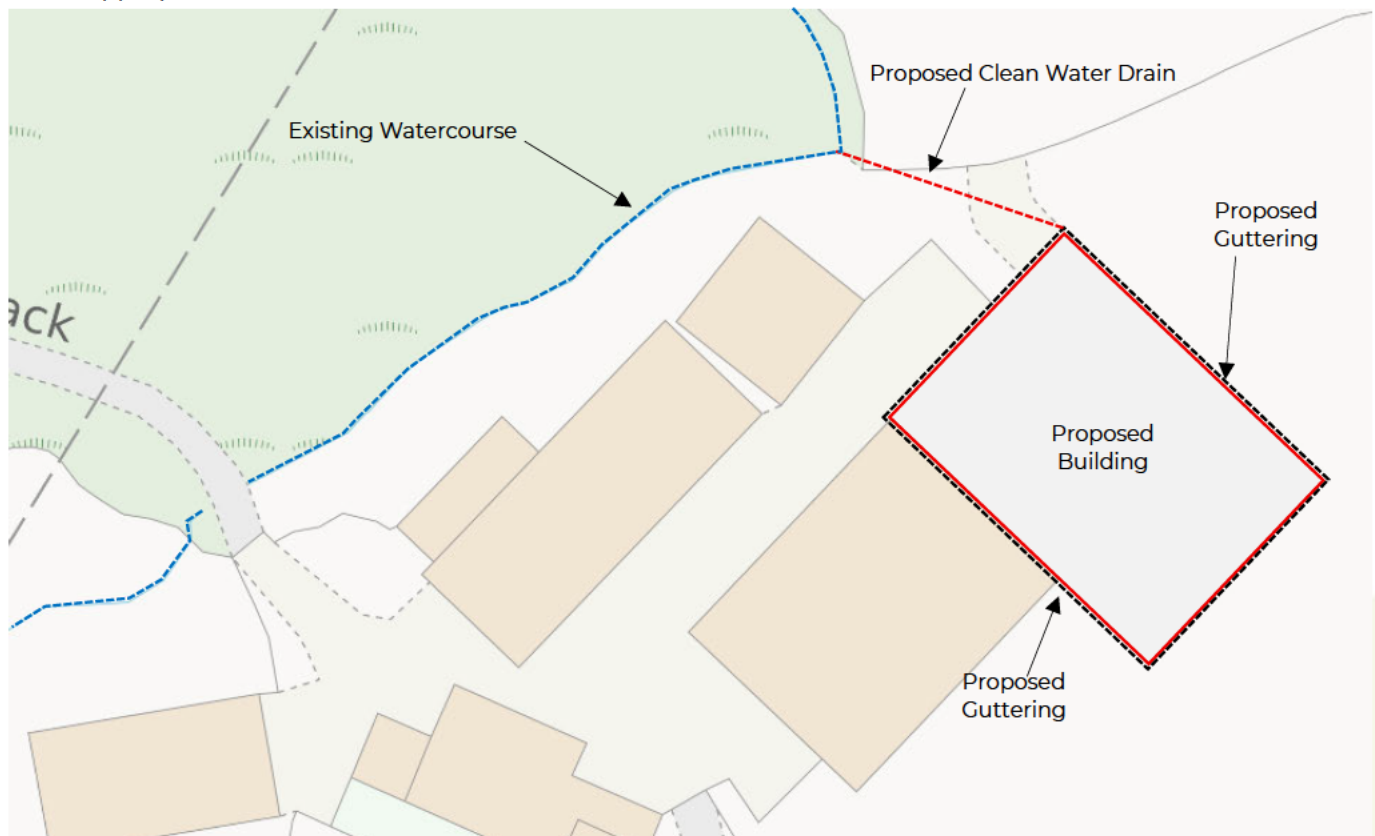 Proposed Clean Water Drain
Existing Watercourse
Proposed
Guttering
ack
Proposed
Building
Proposed
Guttering